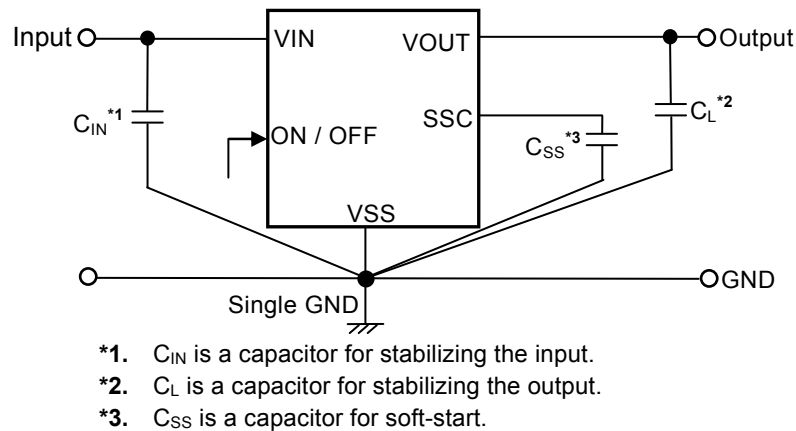 Input VIN VOUT Output
CIN*1 SSC CL*2
ON / OFF CSS*3
VSS
Single GND GND
*1. CIN is a capacitor for stabilizing the input.
*2. CL is a capacitor for stabilizing the output.
*3. CSS is a capacitor for soft-start.